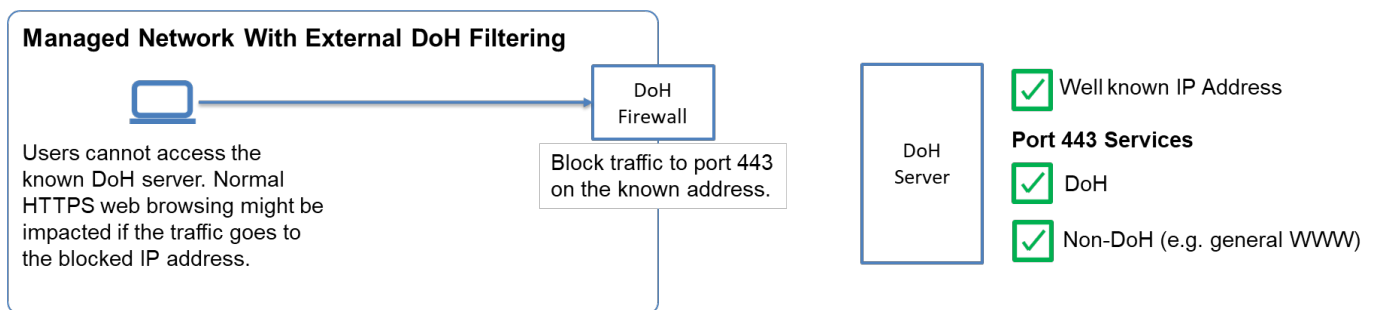 Managed Network With External DoH Filtering
DoH
Firewall
Block traffic to port 443
on the known address.
Users cannot access the
known DoH server. Normal
HTTPS web browsing might be
impacted if the traffic goes to
the blocked IP address.
DoH
Server
Well known IP Address
Port 443 Services
DoH
Non-DoH (e.g. general WWW)